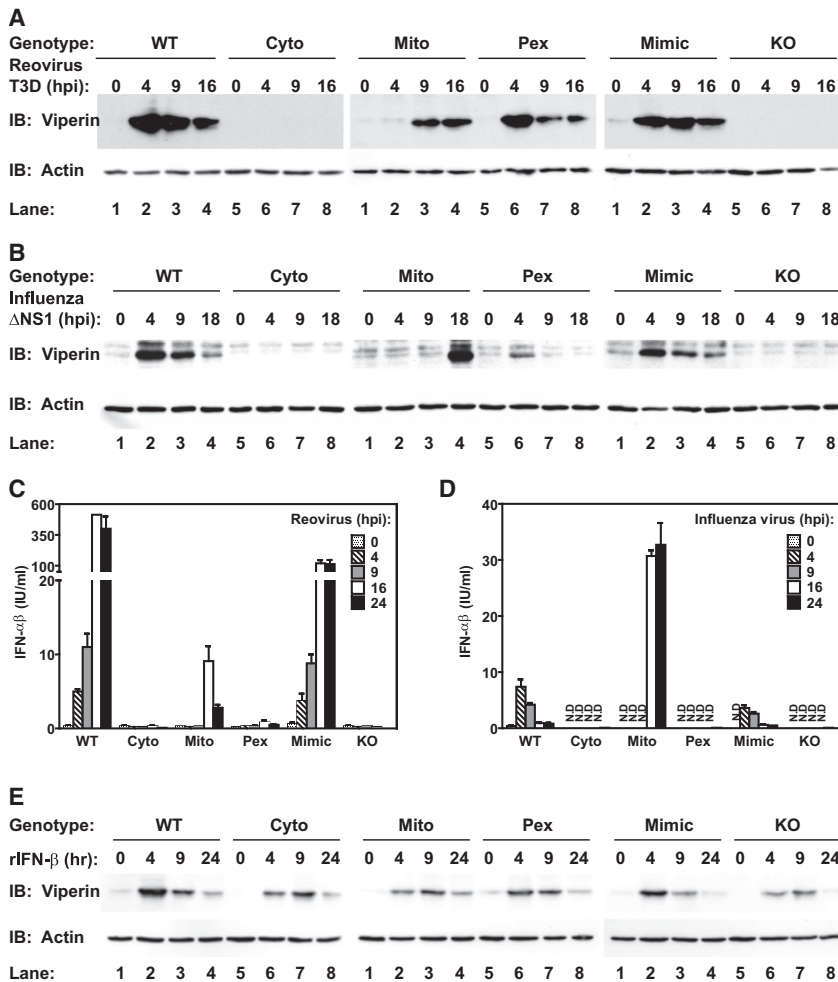 A
Genotype: WT Cyto Mito Pex Mimic KO
Reovirus
T3D (hpi): 0 4 9 16 0 4 9 16 0 4 9 16 0 4 9 16 0 4 9 16 0 4 9 16
IB: Viperin
IB: Actin
Lane: 1 2 3 4 5 6 7 8 1 2 3 4 5 6 7 8 1 2 3 4 5 6 7 8
B
Genotype: WT Cyto Mito Pex Mimic KO
Influenza
ΔNS1 (hpi): 0 4 9 18 0 4 9 18 0 4 9 18 0 4 9 18 0 4 9 18 0 4 9 18
IB: Viperin
IB: Actin
Lane: 1 2 3 4 5 6 7 8 1 2 3 4 5 6 7 8 1 2 3 4 5 6 7 8
C
IFN-αβ (IU/ml)
600
350
100
20
10
0
Reovirus (hpi):
0
4
9
16
24
WT Cyto Mito Pex Mimic KO
D
IFN-αβ (IU/ml)
40
30
20
10
0
Influenza virus (hpi):
0
4
9
16
24
N.D N.D N.D N.D N.D N.D N.D N.D N.D N.D N.D N.D N.D N.D N.D N.D
WT Cyto Mito Pex Mimic KO
E
Genotype: WT Cyto Mito Pex Mimic KO
rIFN-β (hr): 0 4 9 24 0 4 9 24 0 4 9 24 0 4 9 24 0 4 9 24 0 4 9 24
IB: Viperin
IB: Actin
Lane: 1 2 3 4 5 6 7 8 1 2 3 4 5 6 7 8 1 2 3 4 5 6 7 8